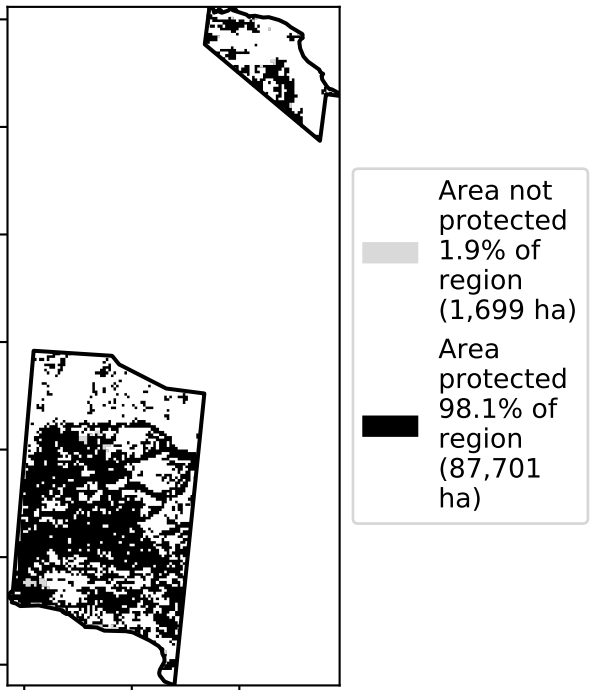 Area not
protected
1.9% of
region
(1,699 ha)
Area
protected
98.1% of
region
(87,701
ha)